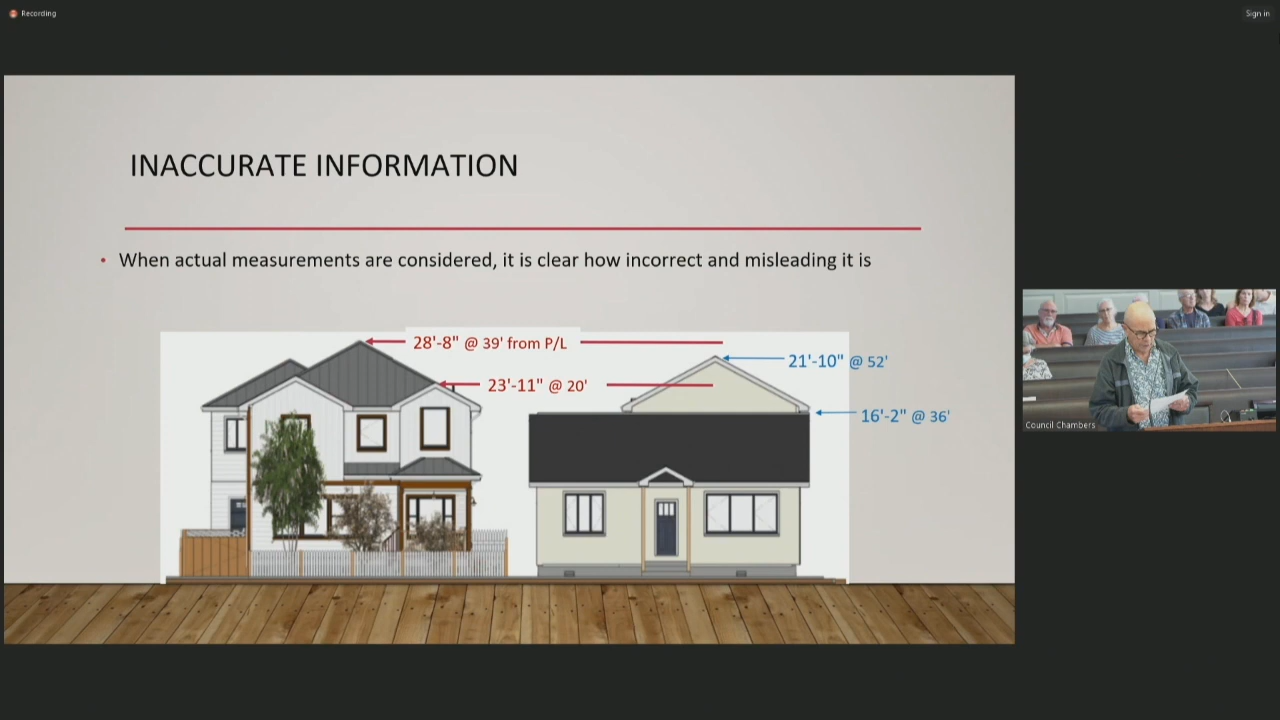 Recording
Sign in
INACCURATE INFORMATION
• When actual measurements are considered, it is clear how incorrect and misleading it is
28'-8" @ 39' from P/L
21'-10" @ 52'
23'-11" @ 20'
16'-2" @ 36'
Council Chambers